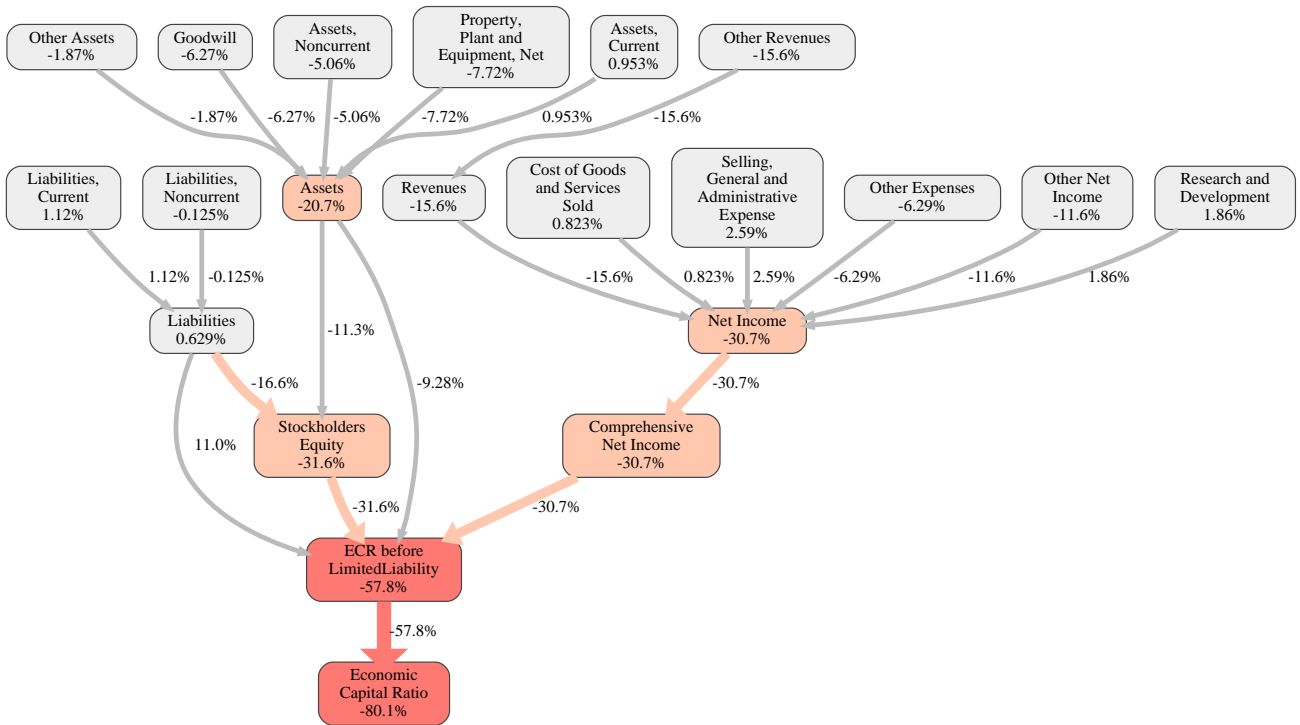 Other Assets
-1.87%
Goodwill
-6.27%
Assets,
Noncurrent
-5.06%
Property,
Plant and
Equipment, Net
-7.72%
Assets,
Current
0.953%
Other Revenues
-15.6%
-1.87%
-6.27%
-5.06%
-7.72%
0.953%
-15.6%
Liabilities,
Current
1.12%
Liabilities,
Noncurrent
-0.125%
Assets
-20.7%
Revenues
-15.6%
Cost of Goods
and Services
Sold
0.823%
Selling,
General and
Administrative
Expense
2.59%
Other Expenses
-6.29%
Other Net
Income
-11.6%
Research and
Development
1.86%
1.12%
-0.125%
-15.6%
0.823%
2.59%
-6.29%
-11.6%
1.86%
Liabilities
0.629%
-11.3%
Net Income
-30.7%
-16.6%
-9.28%
-30.7%
11.0%
Stockholders
Equity
-31.6%
Comprehensive
Net Income
-30.7%
-31.6%
-30.7%
ECR before
LimitedLiability
-57.8%
-57.8%
Economic
Capital Ratio
-80.1%